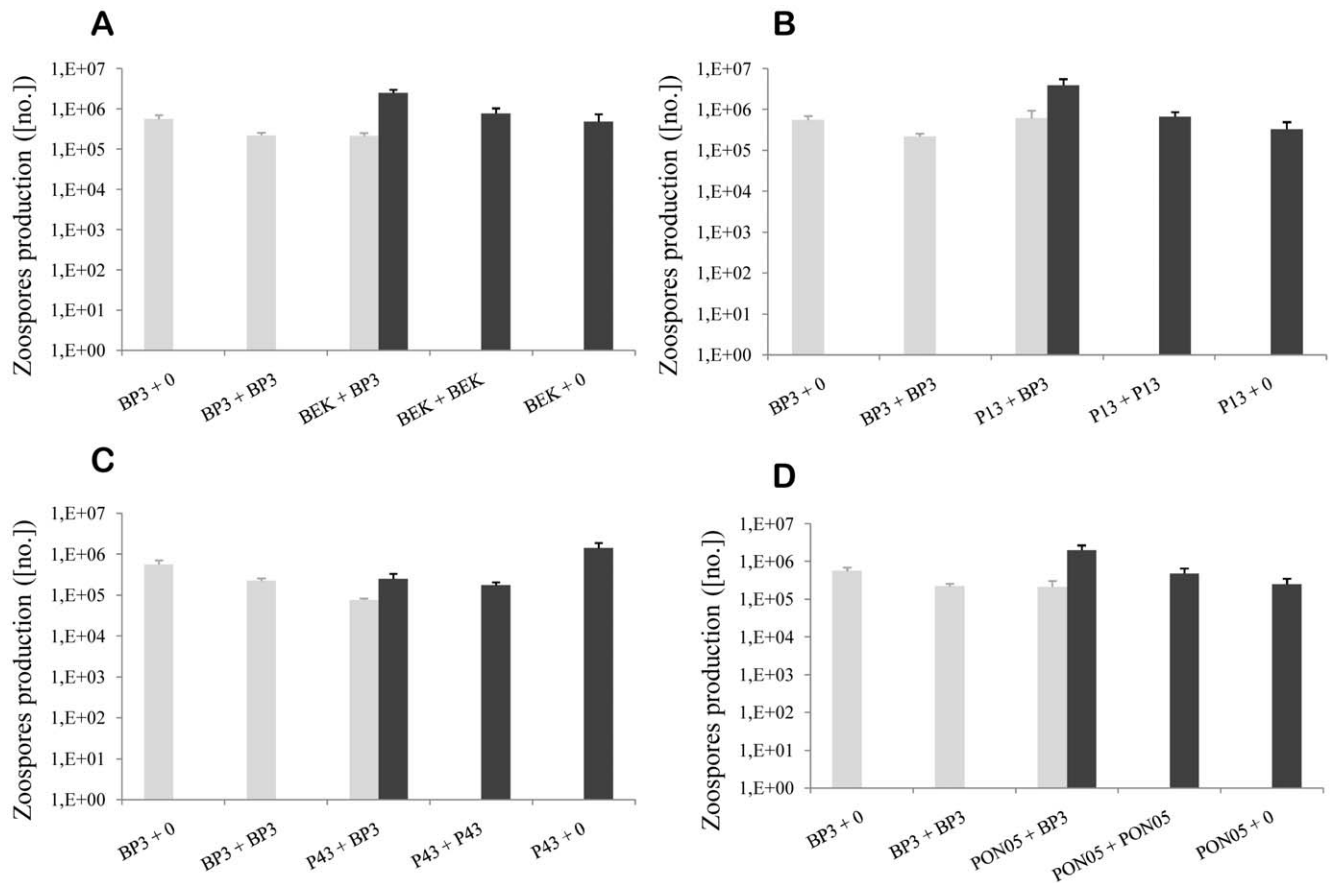 A
Zoospores production ([no.])
1,E+07
1,E+06
1,E+05
1,E+04
1,E+03
1,E+02
1,E+01
1,E+00
BP3 + 0
BP3 + BP3
BEK + BP3
BEK + BEK
BEK + 0
B
Zoospores production ([no.])
1,E+07
1,E+06
1,E+05
1,E+04
1,E+03
1,E+02
1,E+01
1,E+00
BP3 + 0
BP3 + BP3
P13 + BP3
P13 + P13
P13 + 0
C
Zoospores production ([no.])
1,E+07
1,E+06
1,E+05
1,E+04
1,E+03
1,E+02
1,E+01
1,E+00
BP3 + 0
BP3 + BP3
P43 + BP3
P43 + P43
P43 + 0
D
Zoospores production ([no.])
1,E+07
1,E+06
1,E+05
1,E+04
1,E+03
1,E+02
1,E+01
1,E+00
BP3 + 0
BP3 + BP3
PON05 + BP3
PON05 + PON05
PON05 + 0